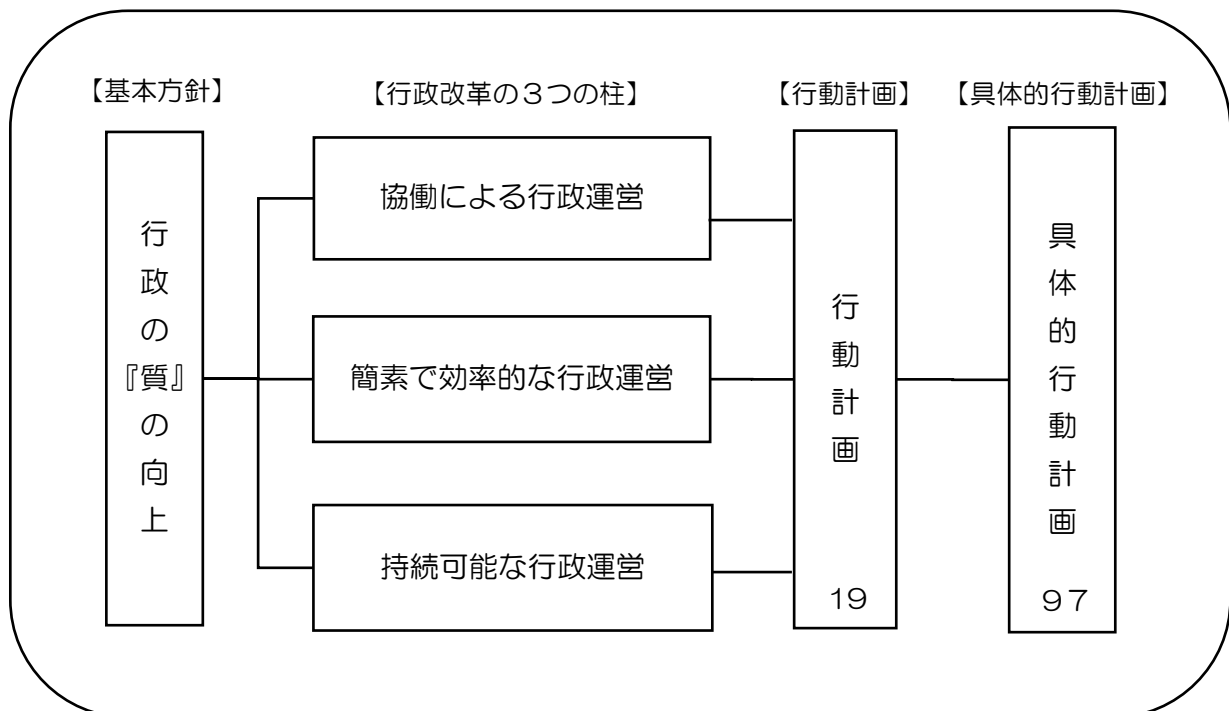 【基本方針】
【行政改革の３つの柱】
【行動計画】
【具体的行動計画】
行政の『質』の向上
協働による行政運営
簡素で効率的な行政運営
持続可能な行政運営
行動計画
19
具体的行動計画
９７